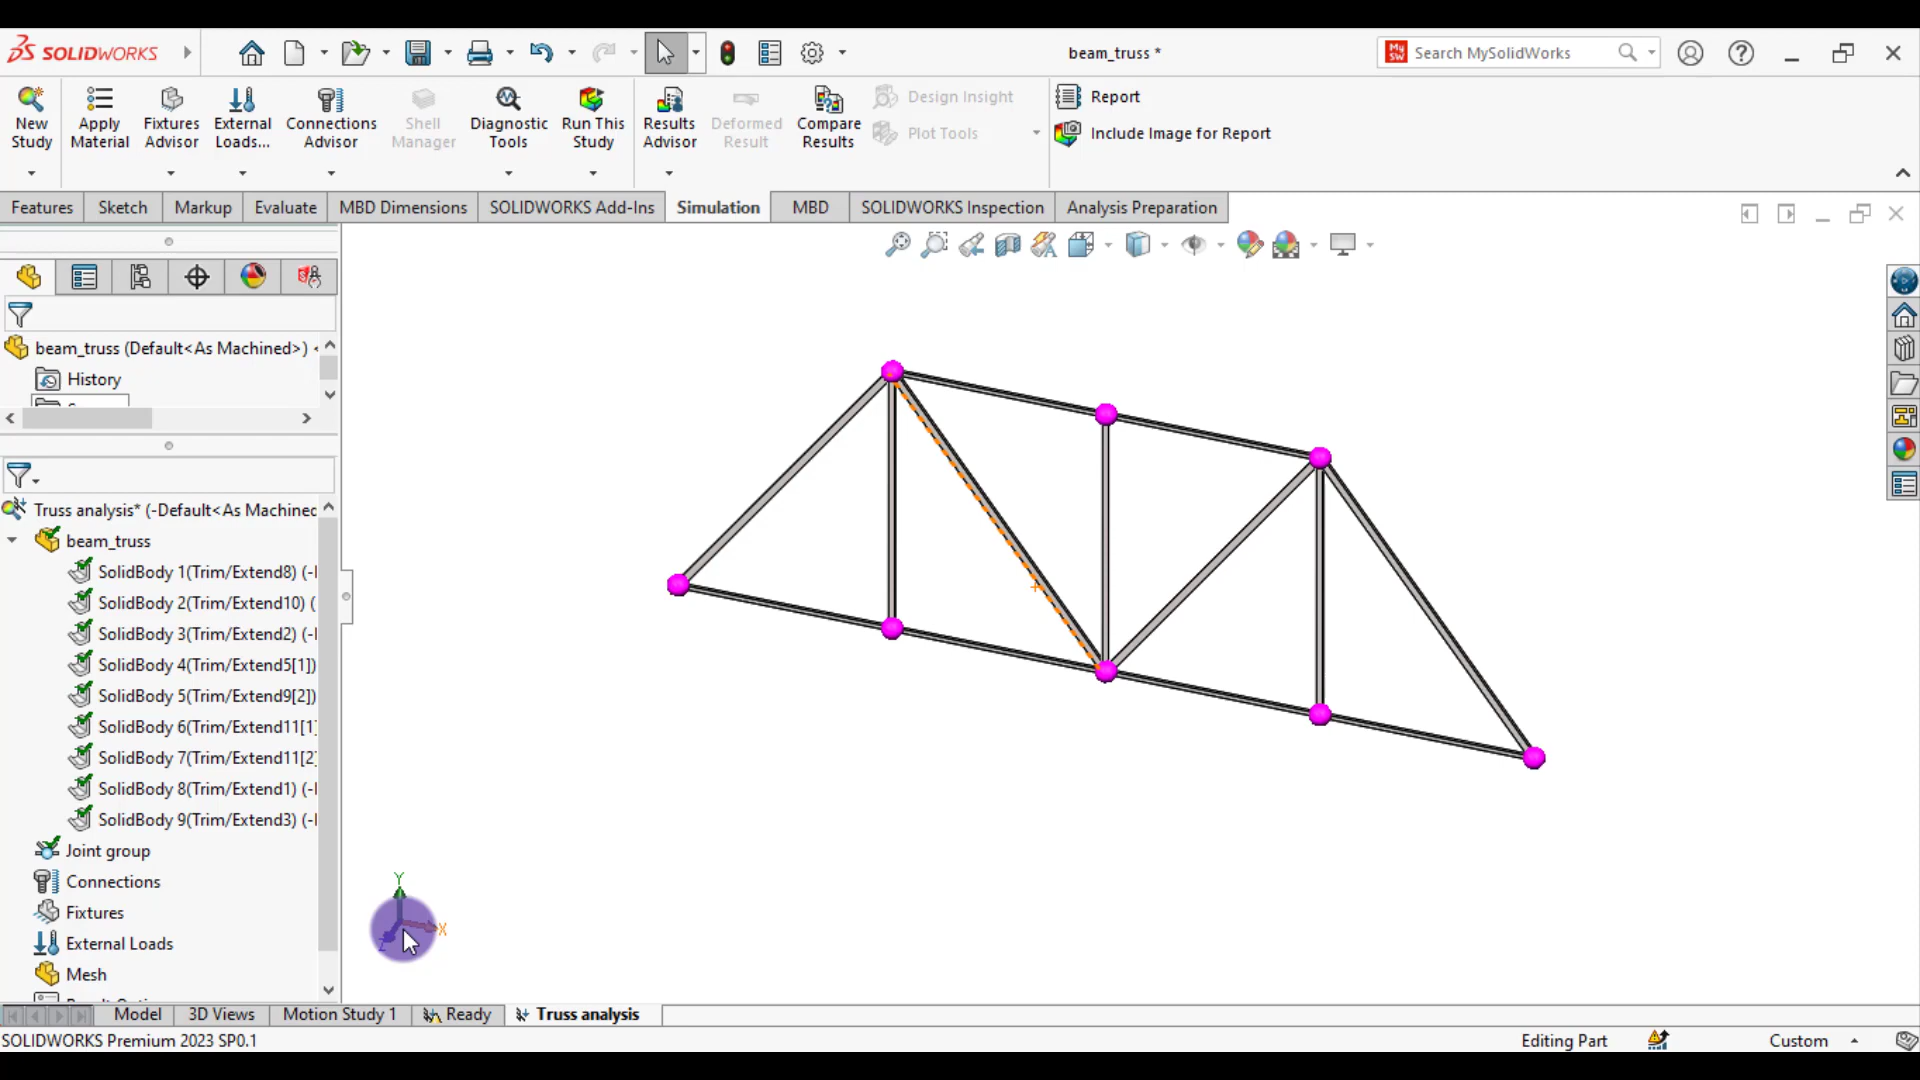 SOLIDWORKS
beam_truss *
Search MySolidWorks
New Study
Apply Material
Fixtures Advisor
External Loads...
Connections Advisor
Shell Manager
Diagnostic Tools
Run This Study
Results Advisor
Deformed Result
Compare Results
Design Insight
Plot Tools
Report
Include Image for Report
Features
Sketch
Markup
Evaluate
MBD Dimensions
SOLIDWORKS Add-Ins
Simulation
MBD
SOLIDWORKS Inspection
Analysis Preparation
beam_truss (Default<As Machined>)
History
Truss analysis* (-Default<As Machined
beam_truss
SolidBody 1(Trim/Extend8) (-
SolidBody 2(Trim/Extend10) (
SolidBody 3(Trim/Extend2) (-
SolidBody 4(Trim/Extend5[1])
SolidBody 5(Trim/Extend9[2])
SolidBody 6(Trim/Extend11[1
SolidBody 7(Trim/Extend11[2
SolidBody 8(Trim/Extend1) (-
SolidBody 9(Trim/Extend3) (-
Joint group
Connections
Fixtures
External Loads
Mesh
Y
X
Z
Model
3D Views
Motion Study 1
Ready
Truss analysis
SOLIDWORKS Premium 2023 SP0.1
Editing Part
Custom